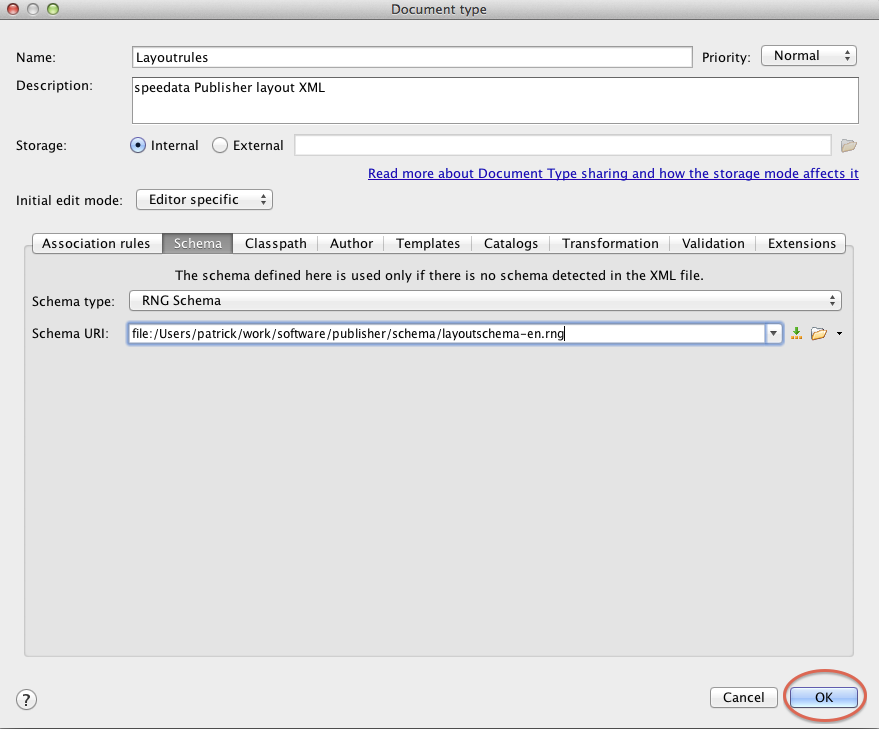 Document type
Name: Layoutrules Priority: Normal
Description: speedata Publisher layout XML
Storage: Internal External
Read more about Document Type sharing and how the storage mode affects it
Initial edit mode: Editor specific
Association rules Schema Classpath Author Templates Catalogs Transformation Validation Extensions
The schema defined here is used only if there is no schema detected in the XML file.
Schema type: RNG Schema
Schema URI: file:/Users/patrick/work/software/publisher/schema/layoutschema-en.rng
? Cancel OK